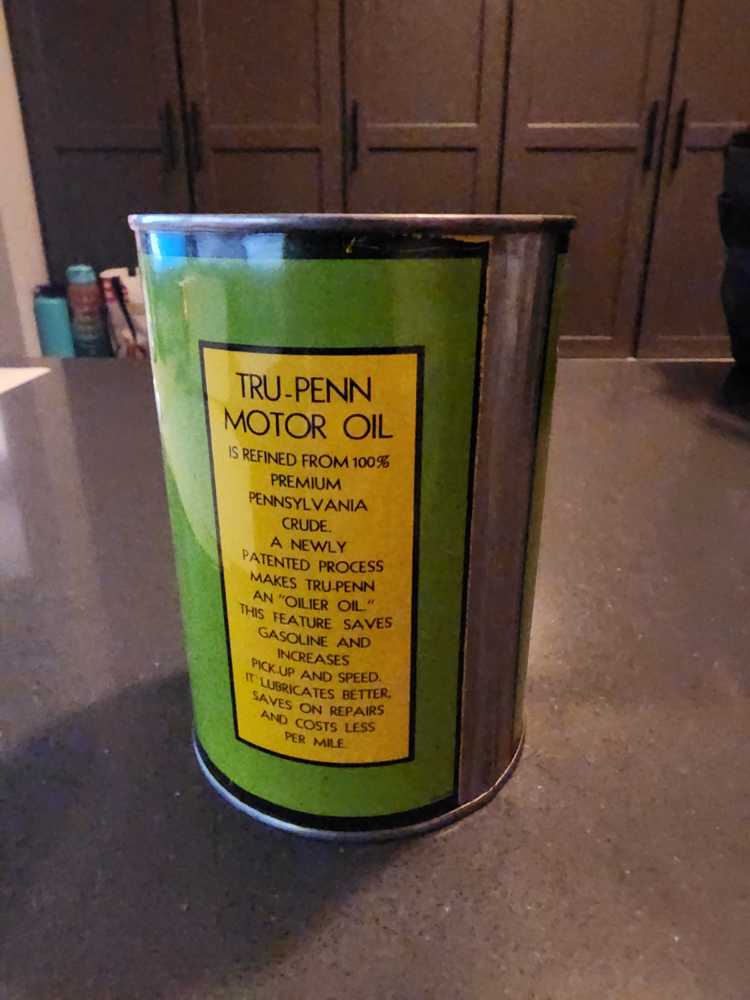 TRU-PENN
MOTOR OIL
IS REFINED FROM 100%
PREMIUM
PENNSYLVANIA
CRUDE.
A NEWLY
PATENTED PROCESS
MAKES TRU-PENN
AN "OILIER OIL."
THIS FEATURE SAVES
GASOLINE AND
INCREASES
PICK-UP AND SPEED.
IT LUBRICATES BETTER,
SAVES ON REPAIRS
AND COSTS LESS
PER MILE.